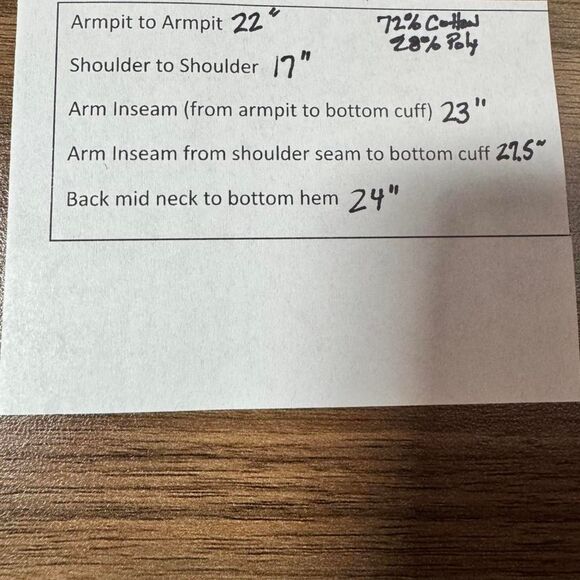 Armpit to Armpit 22"
72% Cotton
28% Poly
Shoulder to Shoulder 17"
Arm Inseam (from armpit to bottom cuff) 23"
Arm Inseam from shoulder seam to bottom cuff 27.5"
Back mid neck to bottom hem 24"